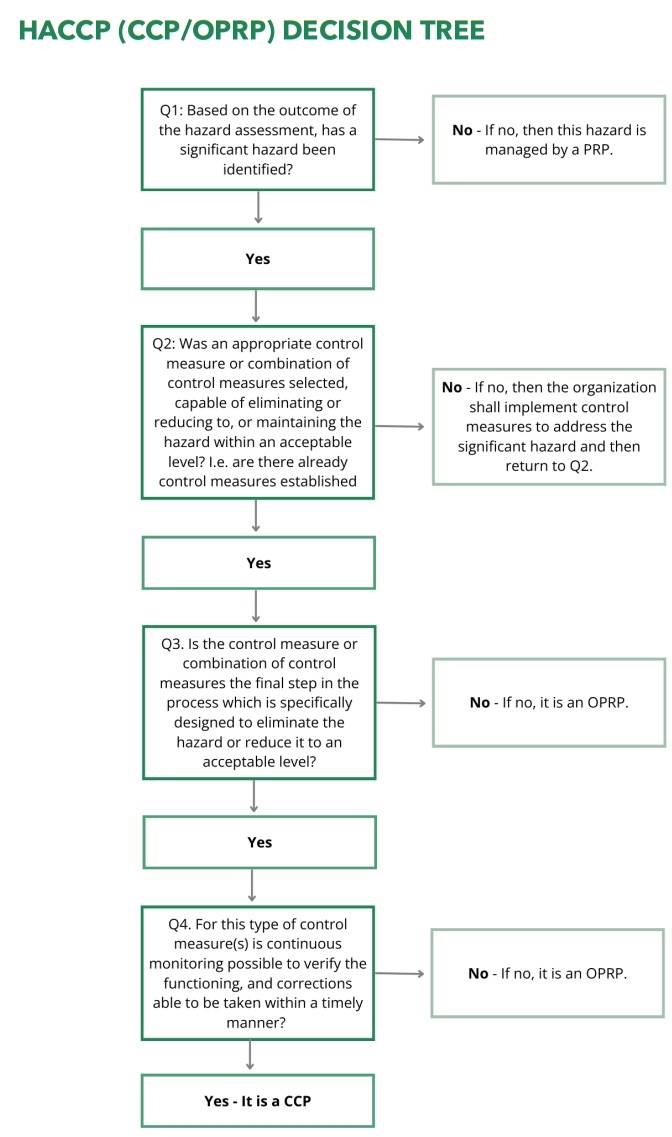 HACCP (CCP/OPRP) DECISION TREE
Q1: Based on the outcome of
the hazard assessment, has a
significant hazard been
identified?
No - If no, then this hazard is
managed by a PRP.
Yes
Q2: Was an appropriate control
measure or combination of
control measures selected,
capable of eliminating or
reducing to, or maintaining the
hazard within an acceptable
level? I.e. are there already
control measures established
No - If no, then the organization
shall implement control
measures to address the
significant hazard and then
return to Q2.
Yes
Q3. Is the control measure or
combination of control
measures the final step in the
process which is specifically
designed to eliminate the
hazard or reduce it to an
acceptable level?
No - If no, it is an OPRP.
Yes
Q4. For this type of control
measure(s) is continuous
monitoring possible to verify the
functioning, and corrections
able to be taken within a timely
manner?
No - If no, it is an OPRP.
Yes - It is a CCP